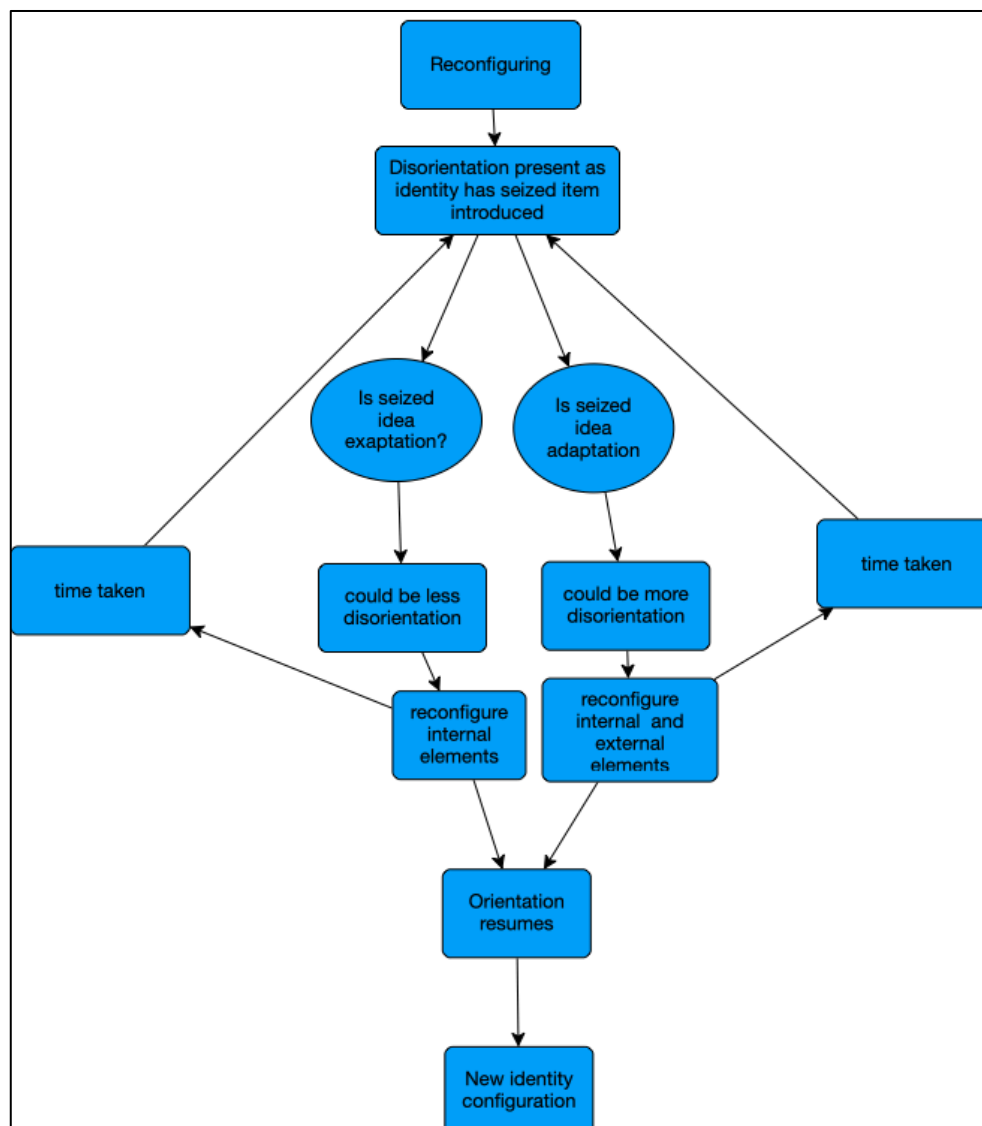 Reconfiguring
Disorientation present as
identity has seized item
introduced
Is seized
idea
exaptation?
Is seized
idea
adaptation
time taken
could be less
disorientation
could be more
disorientation
time taken
reconfigure
internal
elements
reconfigure
internal and
external
elements
Orientation
resumes
New identity
configuration